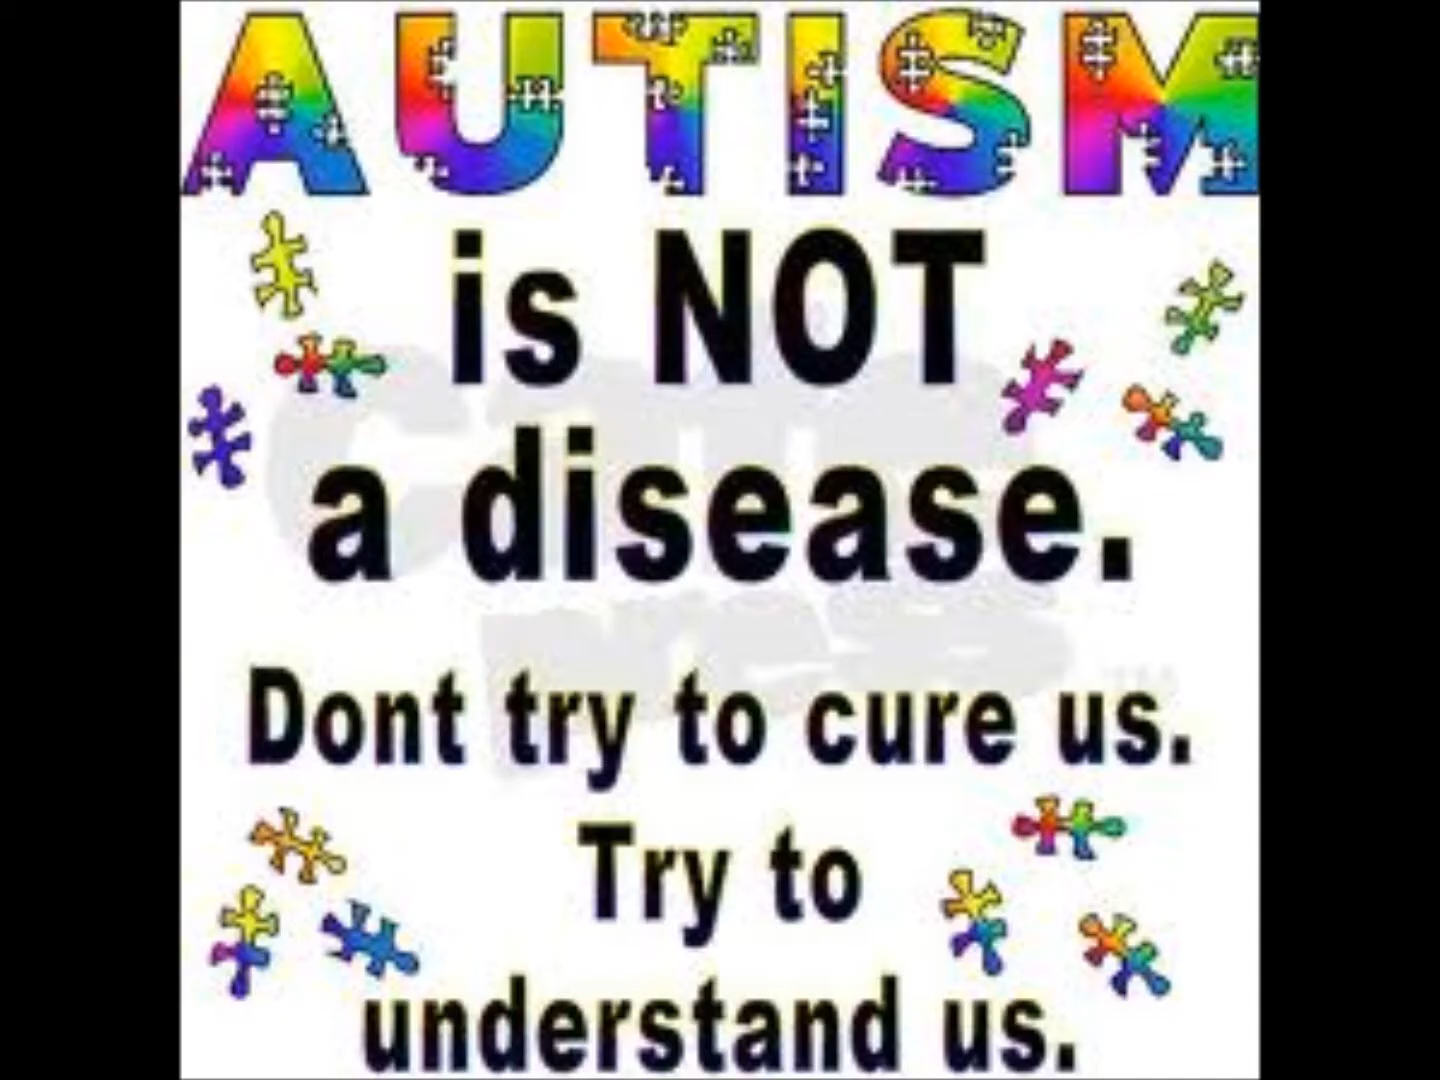 AUTISM
is NOT
a disease.
Dont try to cure us.
Try to
understand us.